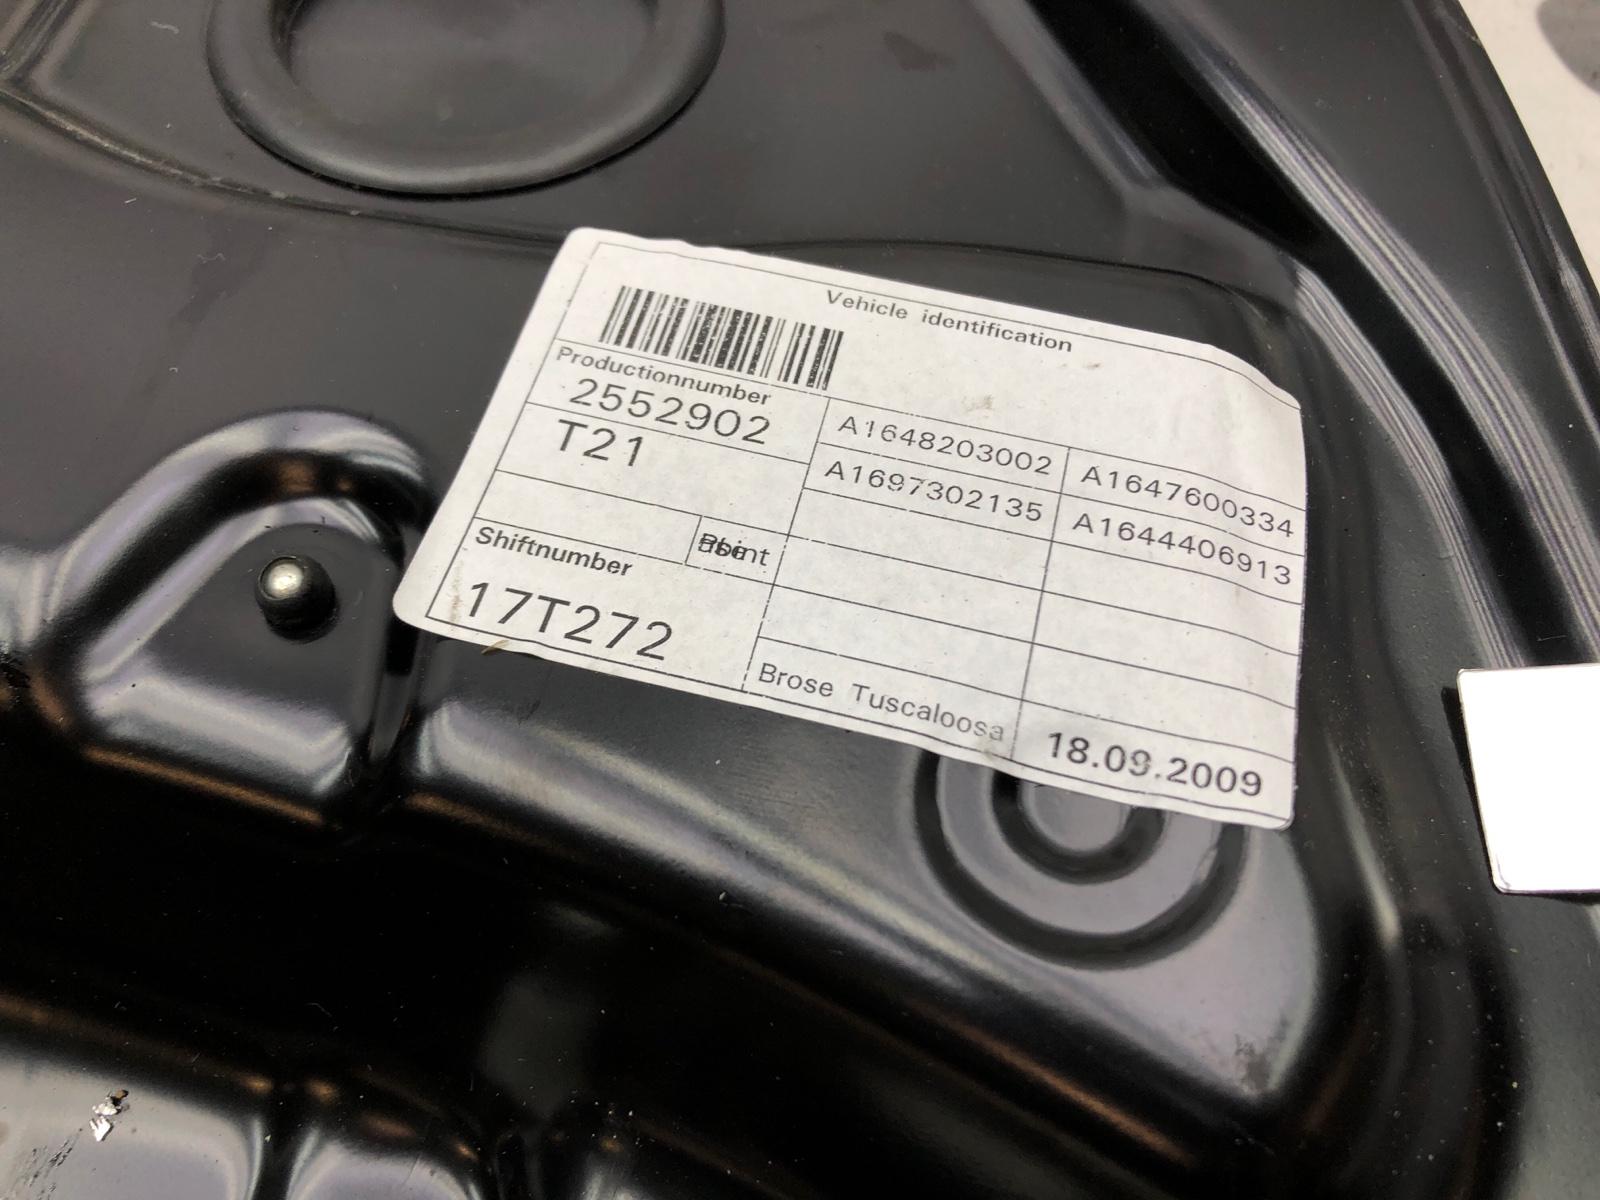 Vehicle identification
Productionnumber
2552902
T21
A1648203002 A1647600334
A1697302135 A1644406913
Shiftnumber
17T272
Brose Tuscaloosa
18.09.2009